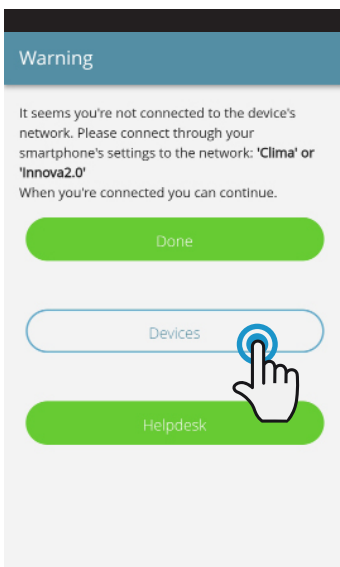 Warning
It seems you're not connected to the device's
network. Please connect through your
smartphone's settings to the network: 'Clima' or
'Innova2.0'
When you're connected you can continue.
Done
Devices
Helpdesk